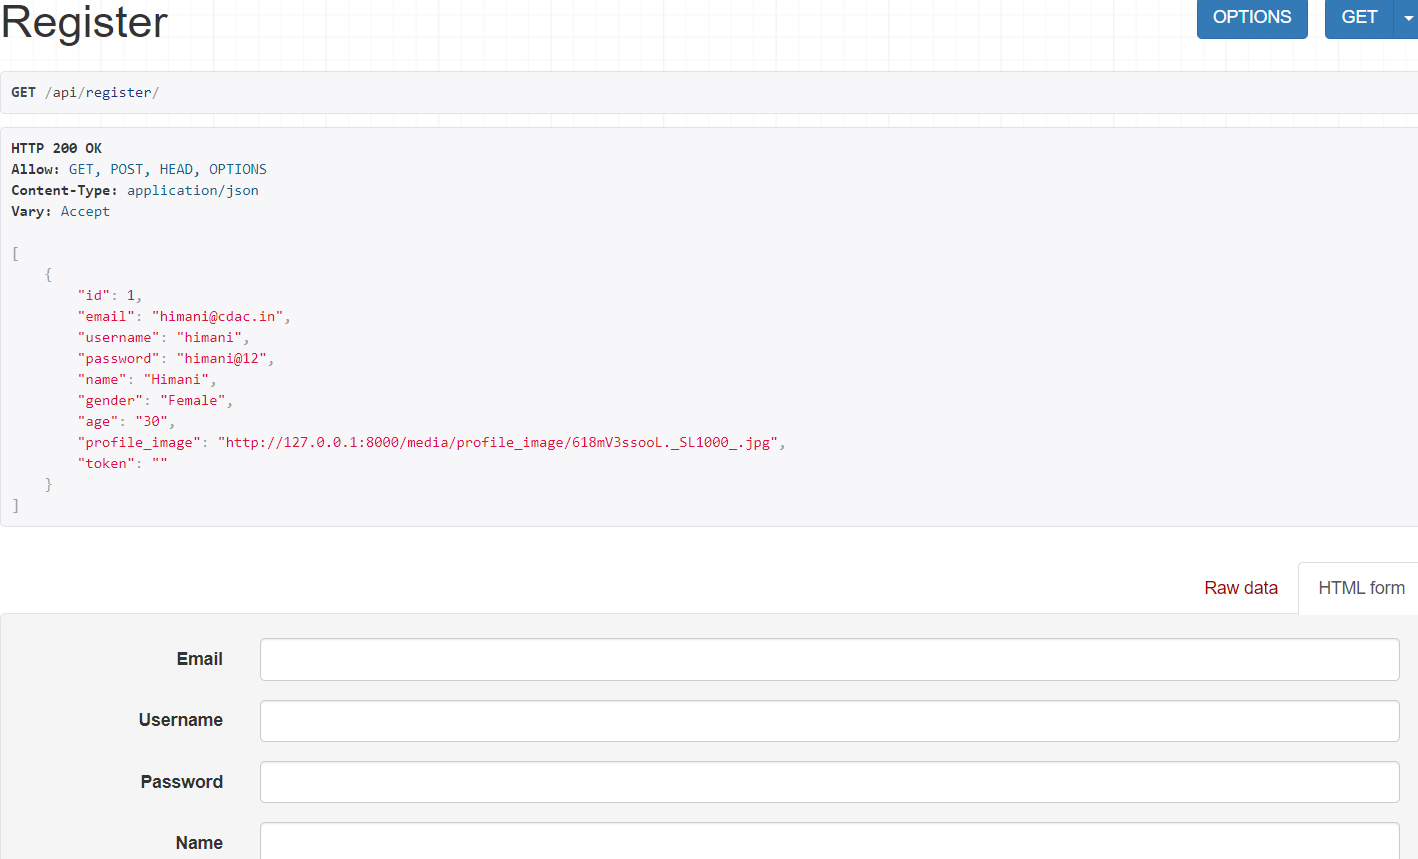 Register
OPTIONS
GET
GET /api/register/
HTTP 200 OK
Allow: GET, POST, HEAD, OPTIONS
Content-Type: application/json
Vary: Accept
[
{
"id": 1,
"email": "himani@cdac.in",
"username": "himani",
"password": "himani@12",
"name": "Himani",
"gender": "Female",
"age": "30",
"profile_image": "http://127.0.0.1:8000/media/profile_image/618mV3ssooL._SL1000_.jpg",
"token": ""
}
]
Raw data
HTML form
Email
Username
Password
Name